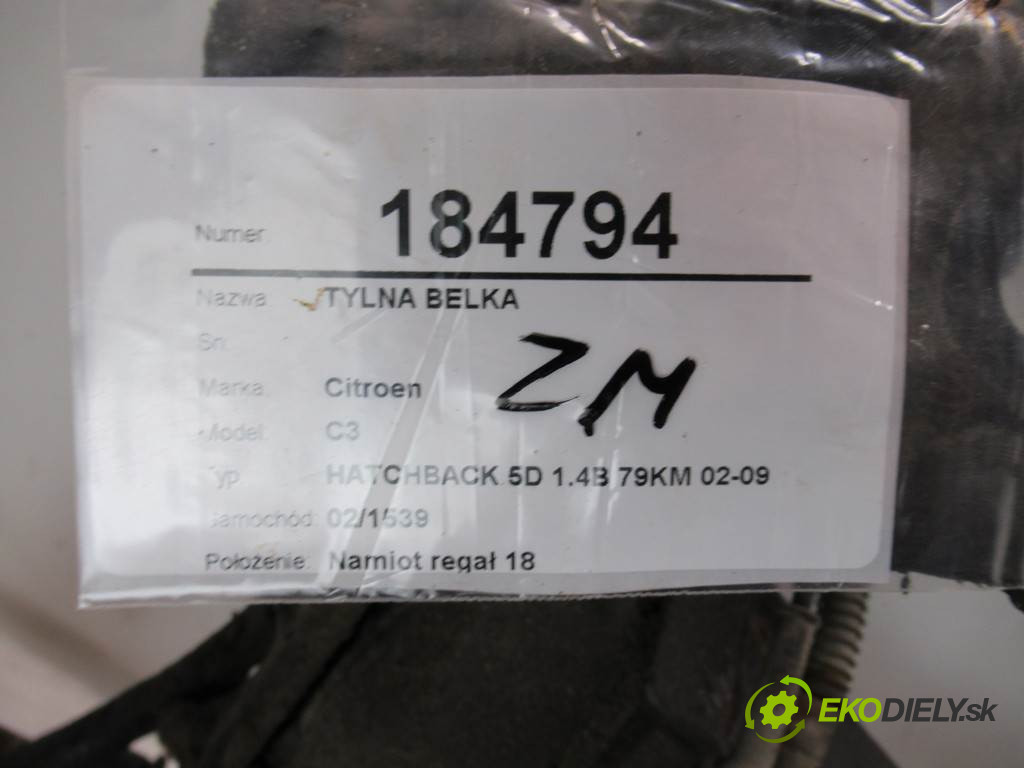 Numer: 184794
Nazwa: TYLNA BELKA
Sn:
Marka: Citroen
Model: C3
Typ HATCHBACK 5D 1.4B 79KM 02-09
Samochód: 02/1539
Położenie: Namiot regał 18
ZM
EKODIELY.sk